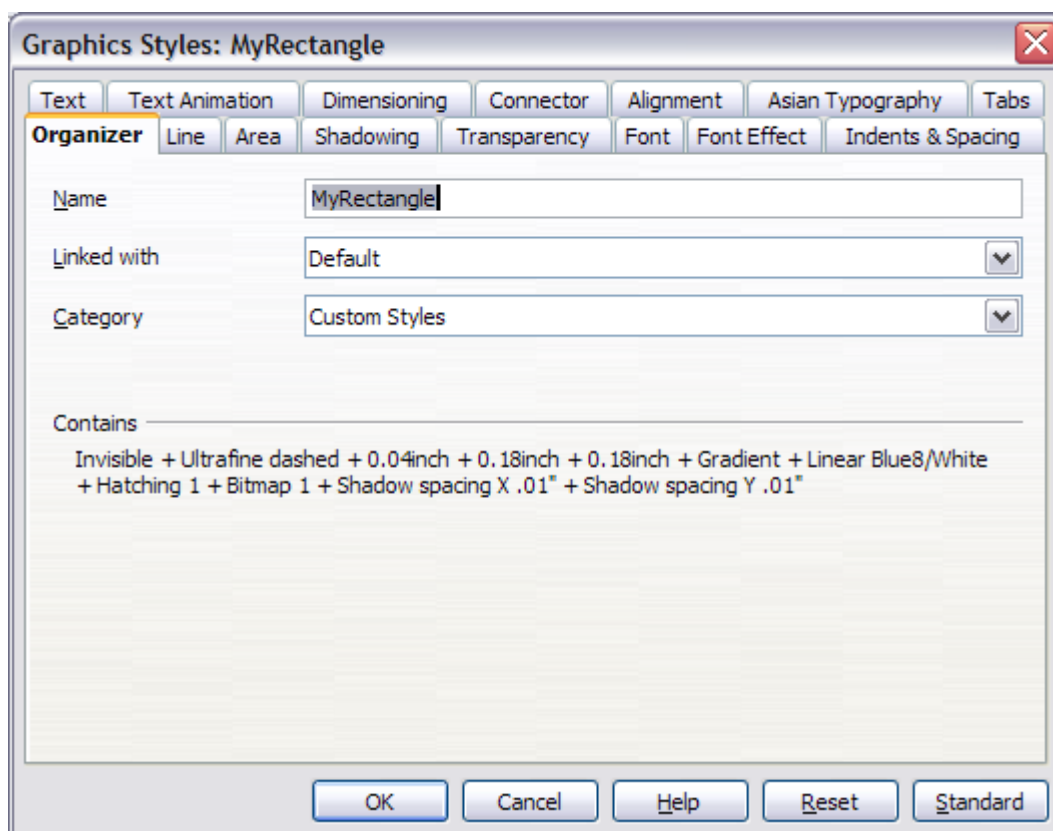 Graphics Styles: MyRectangle
Text Text Animation Dimensioning Connector Alignment Asian Typography Tabs
Organizer Line Area Shadowing Transparency Font Font Effect Indents & Spacing
Name MyRectangle
Linked with Default
Category Custom Styles
Contains
Invisible + Ultrafine dashed + 0.04inch + 0.18inch + 0.18inch + Gradient + Linear Blue8/White
+ Hatching 1 + Bitmap 1 + Shadow spacing X .01" + Shadow spacing Y .01"
OK Cancel Help Reset Standard